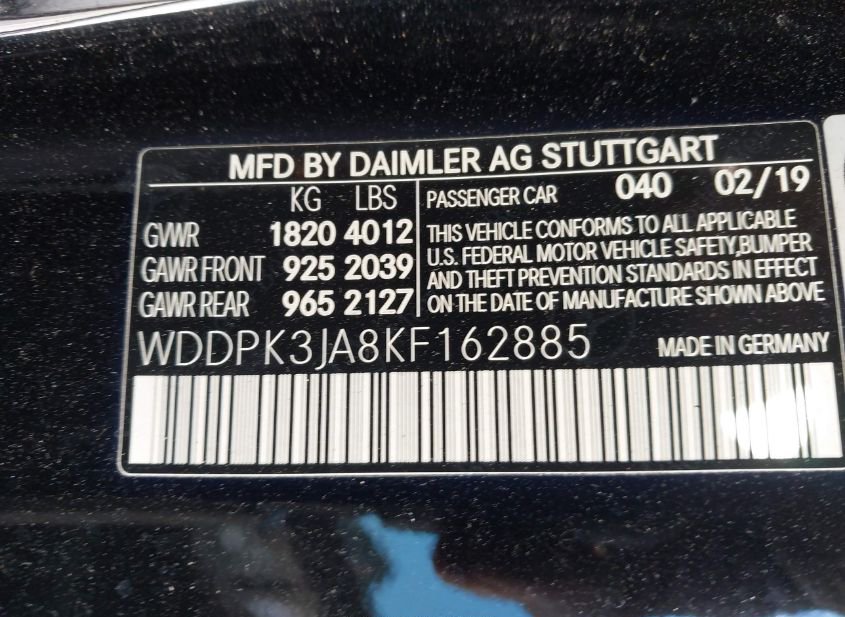 MFD BY DAIMLER AG STUTTGART
KG LBS
GVWR 1820 4012
GAWR FRONT 925 2039
GAWR REAR 965 2127
PASSENGER CAR 040 02/19
THIS VEHICLE CONFORMS TO ALL APPLICABLE
U.S. FEDERAL MOTOR VEHICLE SAFETY,BUMPER
AND THEFT PREVENTION STANDARDS IN EFFECT
ON THE DATE OF MANUFACTURE SHOWN ABOVE
WDDPK3JA8KF162885 MADE IN GERMANY